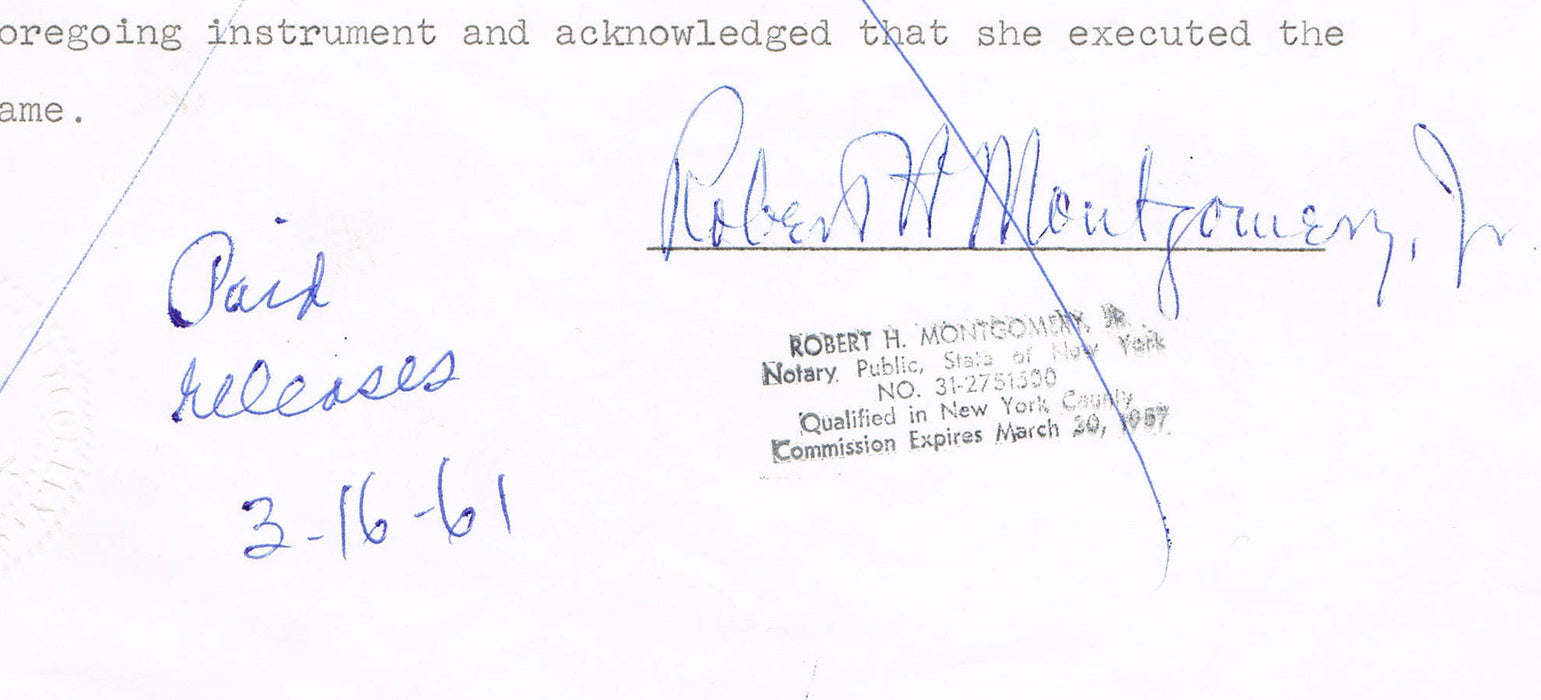 oregoing instrument and acknowledged that she executed the
ame.
Robert H Montgomery, Jr
Paid
releases
3-16-61
ROBERT H. MONTGOMERY, JR.
Notary Public, State of New York
NO. 31-2751500
Qualified in New York County
Commission Expires March 30, 1957